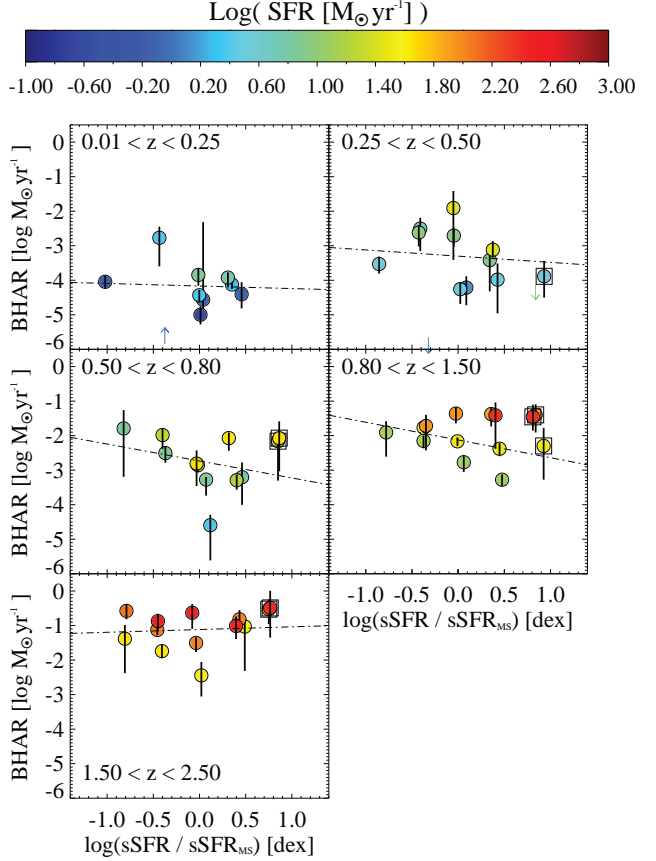 Log( SFR [M⊙ yr⁻¹] )
-1.00 -0.60 -0.20 0.20 0.60 1.00 1.40 1.80 2.20 2.60 3.00
0.01 < z < 0.25
0.25 < z < 0.50
0
-1
-2
-3
-4
-5
-6
BHAR [log M⊙ yr⁻¹]
0.50 < z < 0.80
0.80 < z < 1.50
0
-1
-2
-3
-4
-5
-6
BHAR [log M⊙ yr⁻¹]
-1.0 -0.5 0.0 0.5 1.0
log(sSFR / sSFR_MS) [dex]
1.50 < z < 2.50
0
-1
-2
-3
-4
-5
-6
BHAR [log M⊙ yr⁻¹]
-1.0 -0.5 0.0 0.5 1.0
log(sSFR / sSFR_MS) [dex]